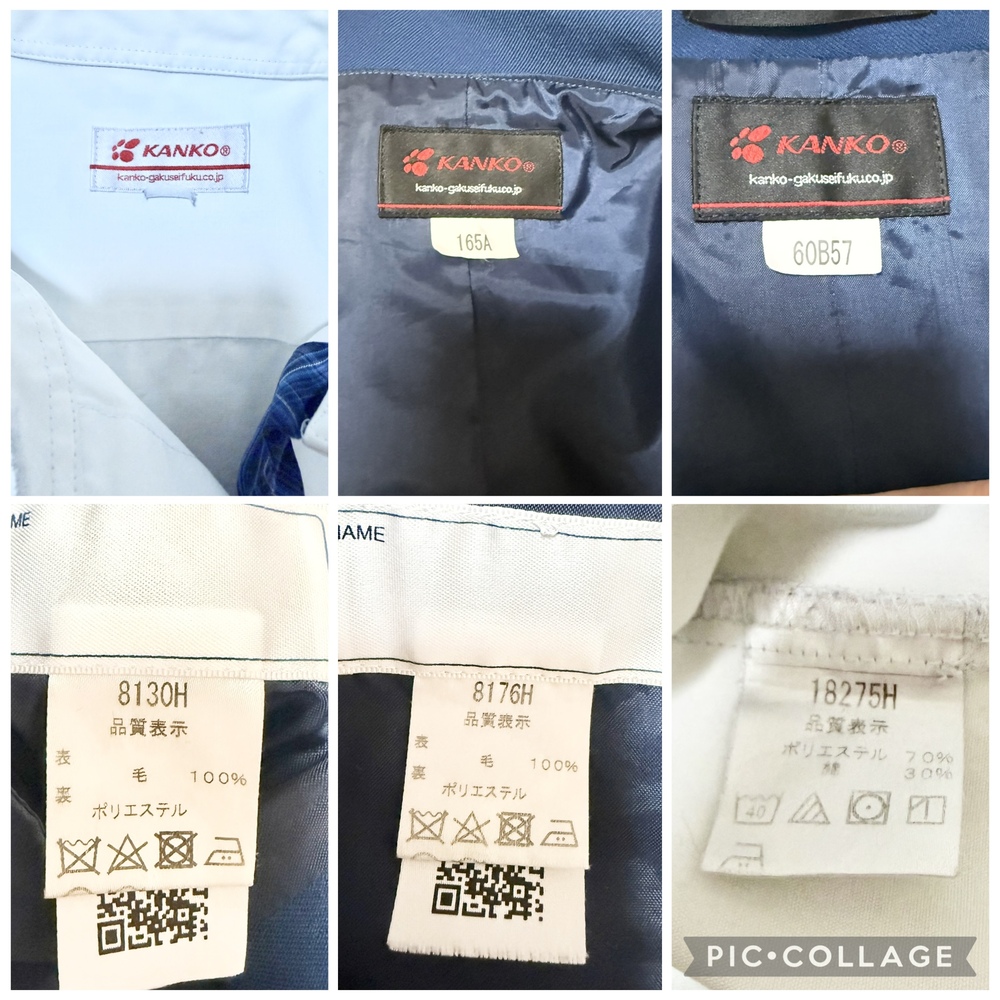 KANKO®
kanko-gakuseifuku.co.jp
KANKO®
kanko-gakuseifuku.co.jp
165A
KANKO®
kanko-gakuseifuku.co.jp
60B57
ME
8130H
品質表示
表 毛 100%
裏
ポリエステル
NAME
8176H
品質表示
表 毛 100%
裏
ポリエステル
18275H
品質表示
ポリエステル 70%
綿 30%
40
PIC•COLLAGE